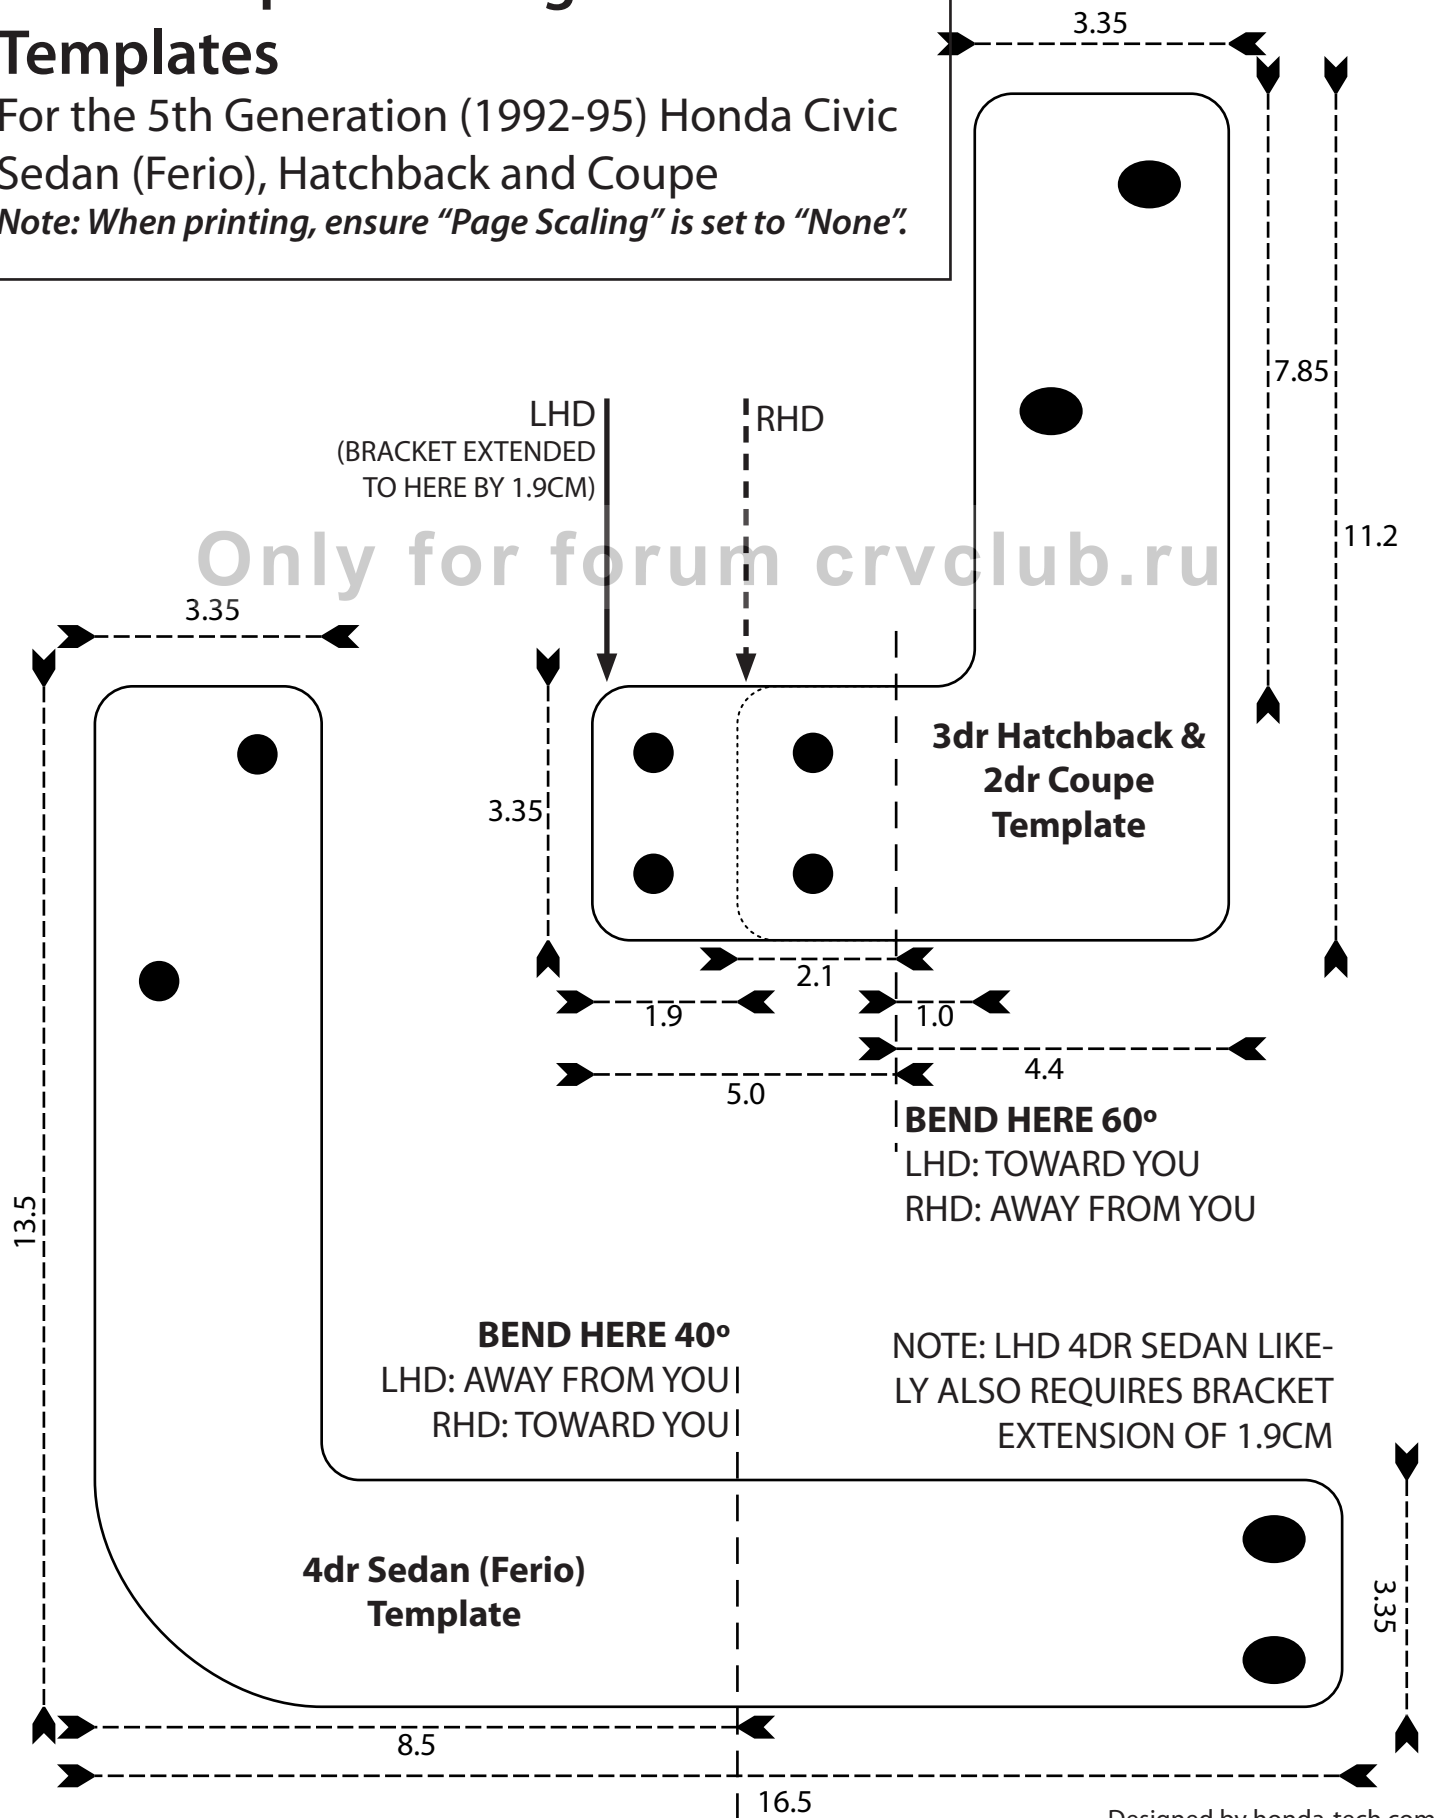 Templates
For the 5th Generation (1992-95) Honda Civic
Sedan (Ferio), Hatchback and Coupe
Note: When printing, ensure “Page Scaling” is set to “None”.
3.35
7.85
11.2
LHD
(BRACKET EXTENDED
TO HERE BY 1.9CM)
RHD
Only for forum crvclub.ru
3.35
3.35
3dr Hatchback &
2dr Coupe
Template
2.1
1.9
1.0
4.4
5.0
BEND HERE 60º
LHD: TOWARD YOU
RHD: AWAY FROM YOU
13.5
BEND HERE 40º
LHD: AWAY FROM YOU
RHD: TOWARD YOU
NOTE: LHD 4DR SEDAN LIKE-
LY ALSO REQUIRES BRACKET
EXTENSION OF 1.9CM
4dr Sedan (Ferio)
Template
3.35
8.5
16.5
Designed by honda-tech.com